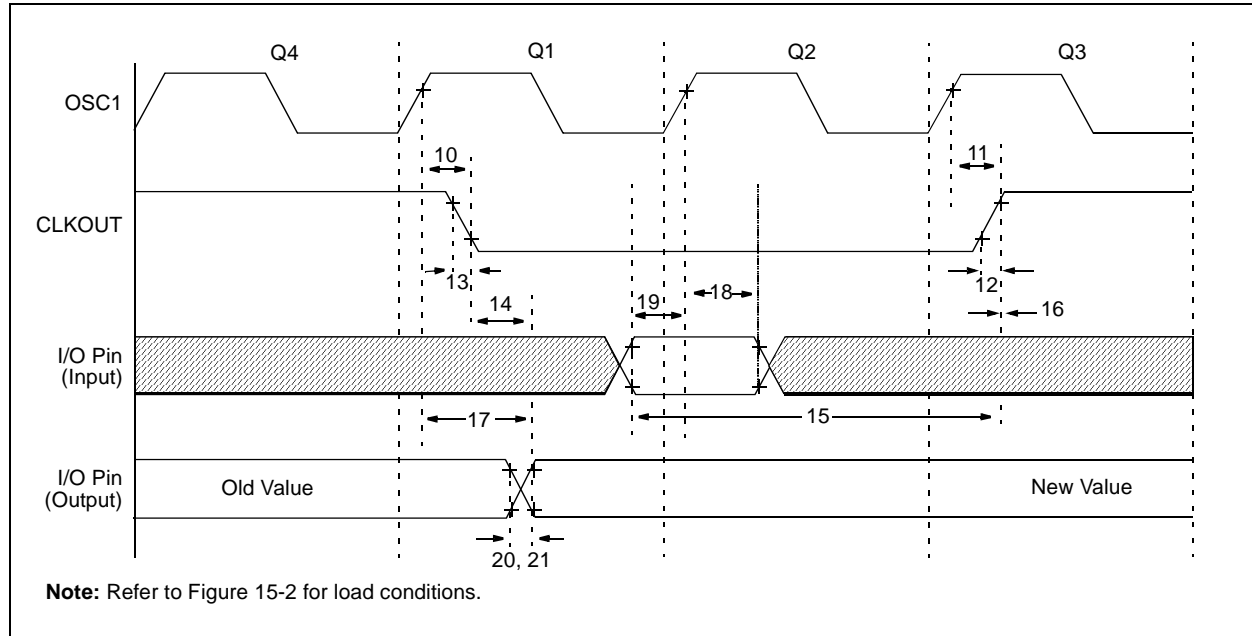 Q4 Q1 Q2 Q3
OSC1
10 11
CLKOUT
13 12
14 19 18 16
I/O Pin
(Input)
17 15
I/O Pin
(Output)
Old Value New Value
20, 21
Note: Refer to Figure 15-2 for load conditions.